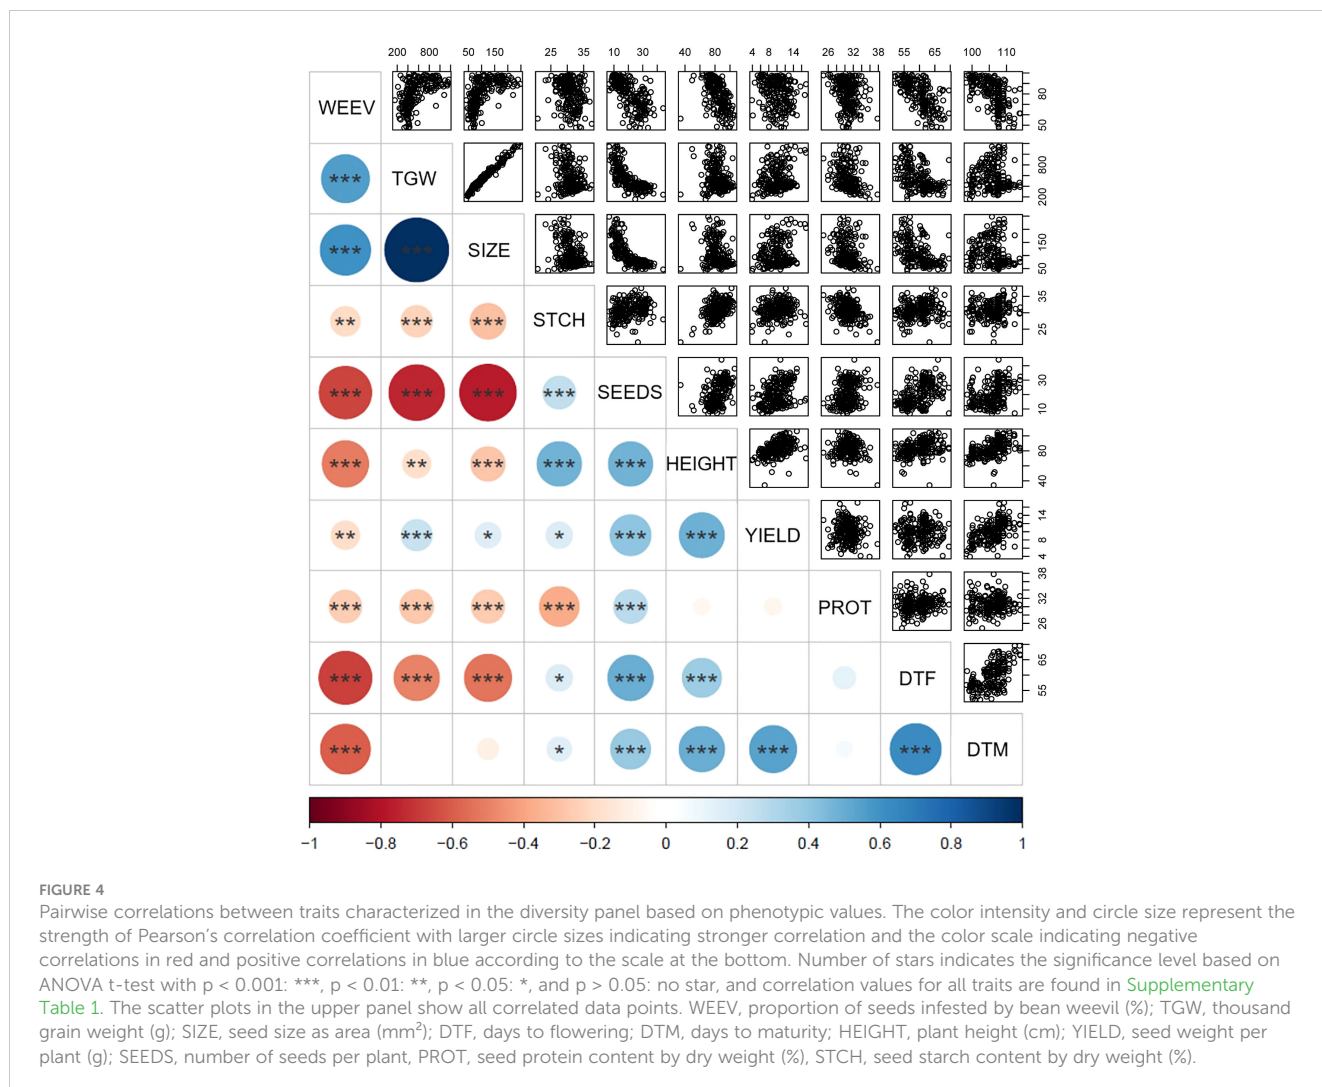 200 800 50 150 25 35 10 30 40 80 4 8 14 26 32 38 55 65 100 110
WEEV 50 80
*** TGW 200 800
*** *** SIZE 50 150
** *** *** STCH 25 35
*** *** *** *** SEEDS 10 30
*** ** *** *** *** HEIGHT 40 80
** *** * * *** *** YIELD 4 8 14
*** *** *** *** *** PROT 26 32 38
*** *** *** * *** *** DTF 55 65
*** * *** *** *** *** DTM
−1 −0.8 −0.6 −0.4 −0.2 0 0.2 0.4 0.6 0.8 1
FIGURE 4
Pairwise correlations between traits characterized in the diversity panel based on phenotypic values. The color intensity and circle size represent the
strength of Pearson's correlation coefficient with larger circle sizes indicating stronger correlation and the color scale indicating negative
correlations in red and positive correlations in blue according to the scale at the bottom. Number of stars indicates the significance level based on
ANOVA t-test with p < 0.001: ***, p < 0.01: **, p < 0.05: *, and p > 0.05: no star, and correlation values for all traits are found in Supplementary
Table 1. The scatter plots in the upper panel show all correlated data points. WEEV, proportion of seeds infested by bean weevil (%); TGW, thousand
grain weight (g); SIZE, seed size as area (mm²); DTF, days to flowering; DTM, days to maturity; HEIGHT, plant height (cm); YIELD, seed weight per
plant (g); SEEDS, number of seeds per plant, PROT, seed protein content by dry weight (%), STCH, seed starch content by dry weight (%).